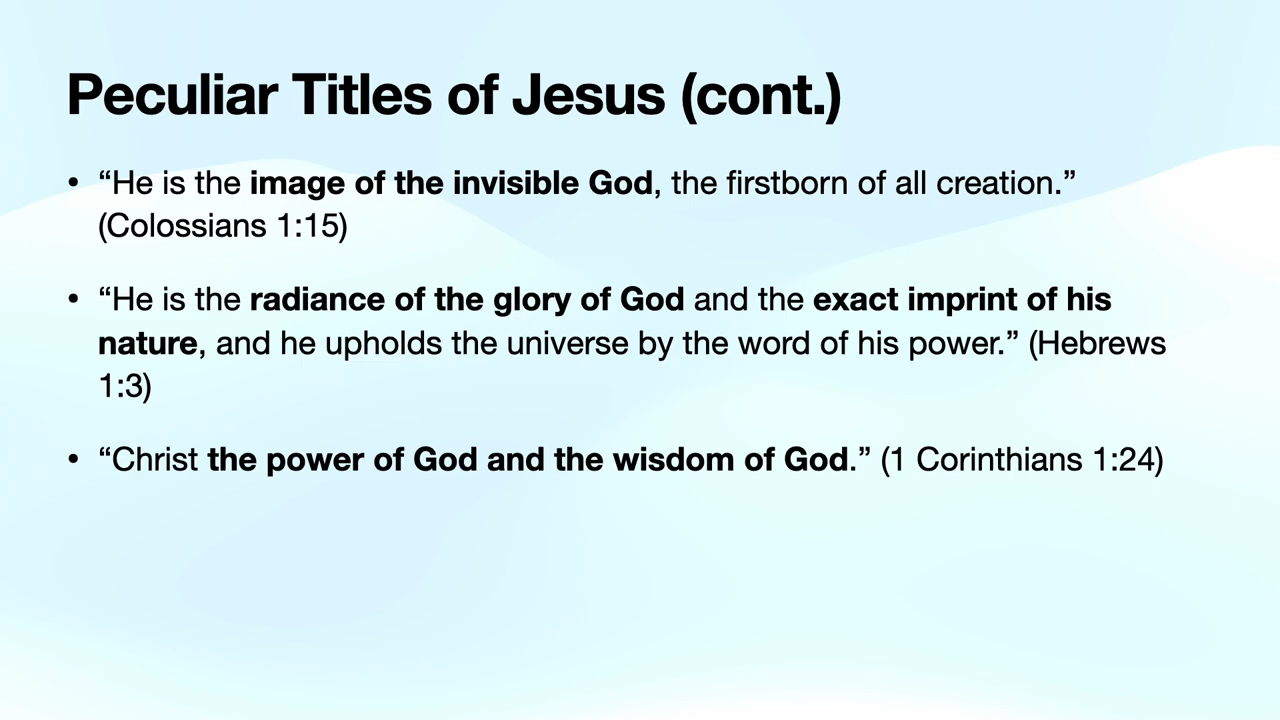 Peculiar Titles of Jesus (cont.)
• “He is the image of the invisible God, the firstborn of all creation.”
(Colossians 1:15)
• “He is the radiance of the glory of God and the exact imprint of his
nature, and he upholds the universe by the word of his power.” (Hebrews
1:3)
• “Christ the power of God and the wisdom of God.” (1 Corinthians 1:24)